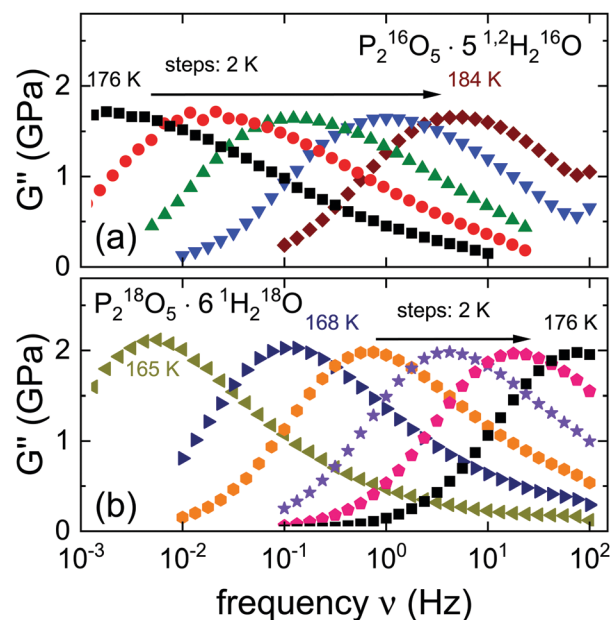 P₂¹⁶O₅ · 5 ¹,²H₂¹⁶O
176 K
steps: 2 K
184 K
2
1
0
G" (GPa)
(a)
P₂¹⁸O₅ · 6 ¹H₂¹⁸O
steps: 2 K
168 K
176 K
165 K
2
1
0
G" (GPa)
(b)
10⁻³ 10⁻² 10⁻¹ 10⁰ 10¹ 10²
frequency ν (Hz)